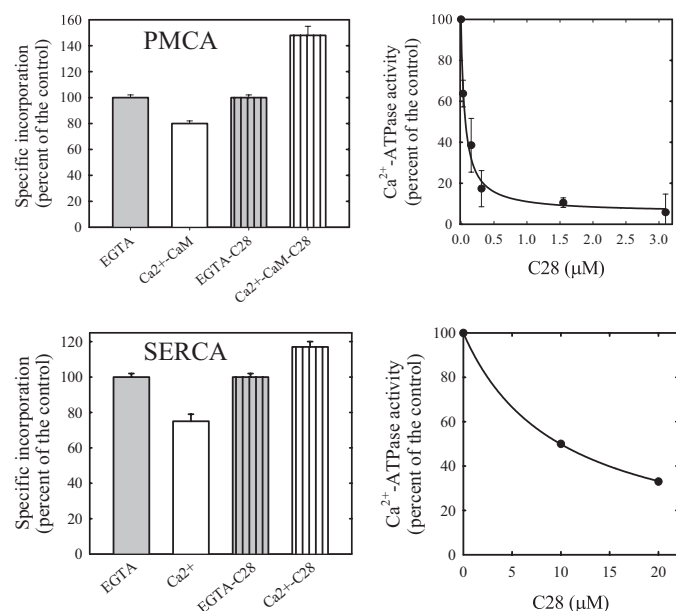 PMCA
Specific incorporation
(percent of the control)
160
140
120
100
80
60
40
20
0
EGTA
Ca2+-CaM
EGTA-C28
Ca2+-CaM-C28
Ca2+-ATPase activity
(percent of the control)
100
80
60
40
20
0
0.0
0.5
1.0
1.5
2.0
2.5
3.0
C28 (μM)
SERCA
Specific incorporation
(percent of the control)
120
100
80
60
40
20
0
EGTA
Ca2+
EGTA-C28
Ca2+-C28
Ca2+-ATPase activity
(percent of the control)
100
80
60
40
20
0
0
5
10
15
20
C28 (μM)